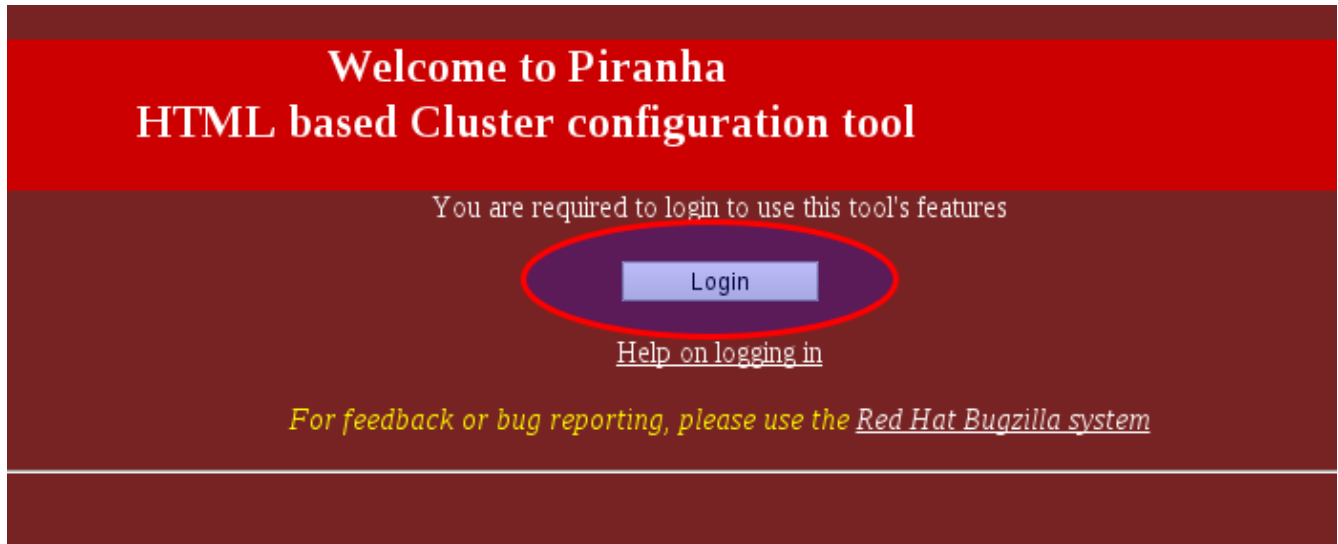 Welcome to Piranha
HTML based Cluster configuration tool
You are required to login to use this tool's features
Login
Help on logging in
For feedback or bug reporting, please use the Red Hat Bugzilla system